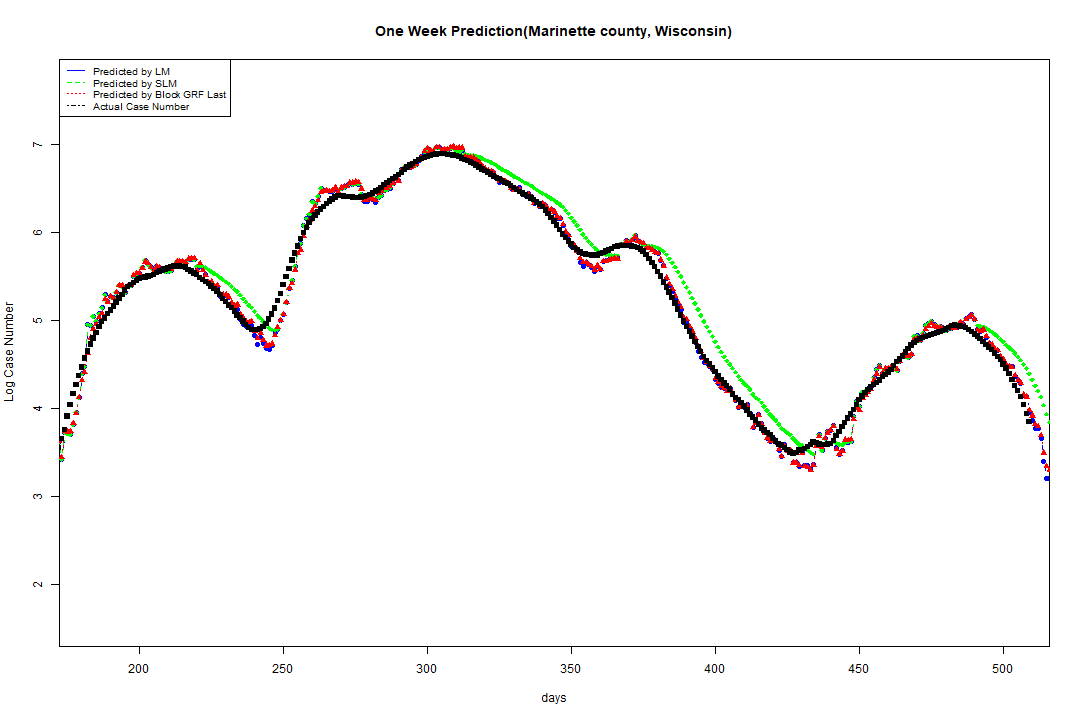 One Week Prediction(Marinette county, Wisconsin)
Predicted by LM
Predicted by SLM
Predicted by Block GRF Last
Actual Case Number
7
6
5
4
3
2
Log Case Number
200 250 300 350 400 450 500
days